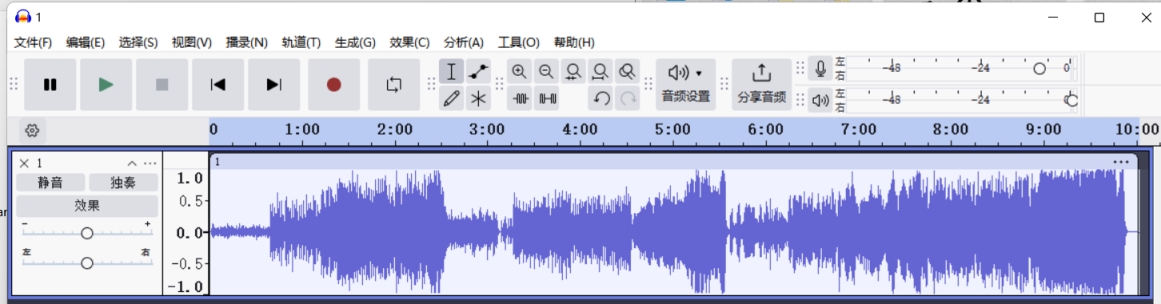 1
文件(F) 编辑(E) 选择(S) 视图(V) 播录(N) 轨道(T) 生成(G) 效果(C) 分析(A) 工具(O) 帮助(H)
音频设置
分享音频
左
右
-48 -24 0
左
右
-48 -24
0 1:00 2:00 3:00 4:00 5:00 6:00 7:00 8:00 9:00 10:00
1
静音 独奏
效果
- +
左 右
1
1.0
0.5
0.0
-0.5
-1.0